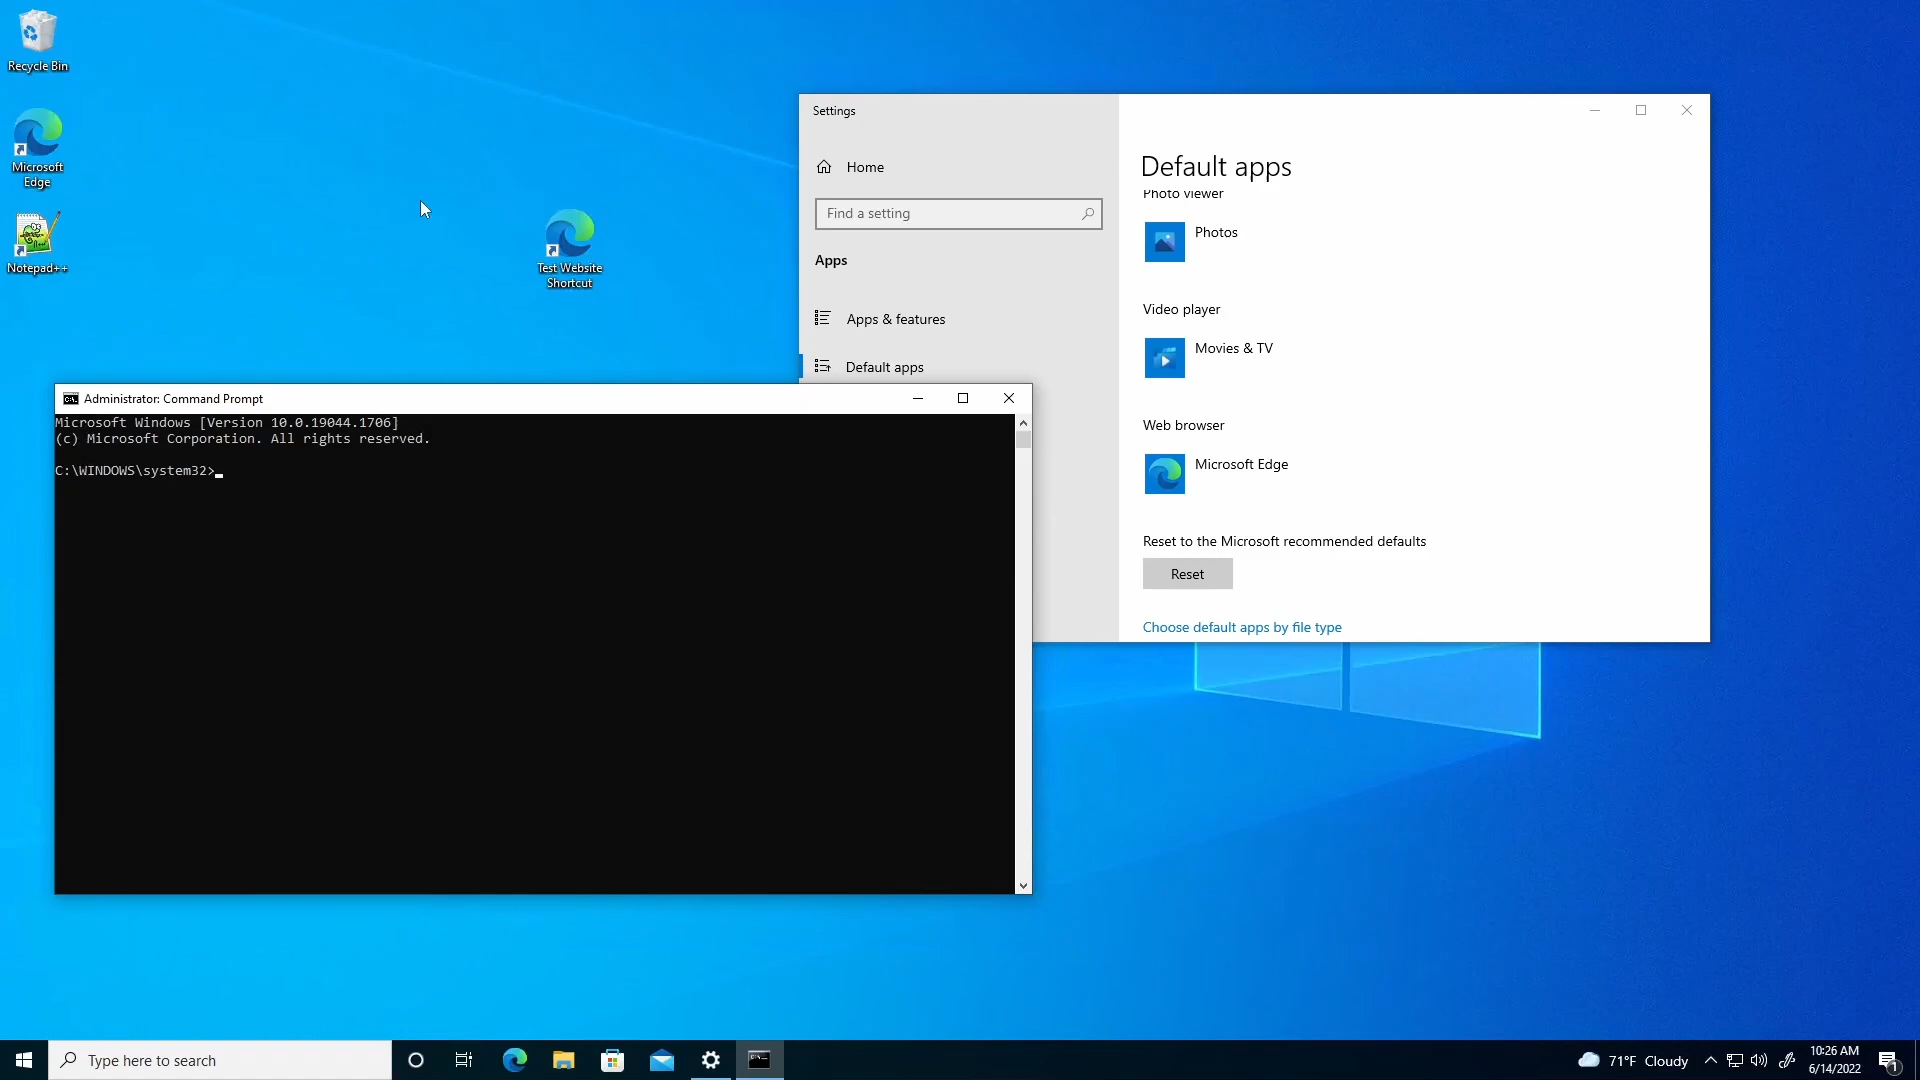 Recycle Bin
Microsoft
Edge
Notepad++
Test Website
Shortcut
Settings
Home
Find a setting
Apps
Apps & features
Default apps
Default apps
Photo viewer
Photos
Video player
Movies & TV
Web browser
Microsoft Edge
Reset to the Microsoft recommended defaults
Reset
Choose default apps by file type
Administrator: Command Prompt
Microsoft Windows [Version 10.0.19044.1706]
(c) Microsoft Corporation. All rights reserved.
C:\WINDOWS\system32>_
Type here to search
71°F Cloudy
10:26 AM
6/14/2022
1